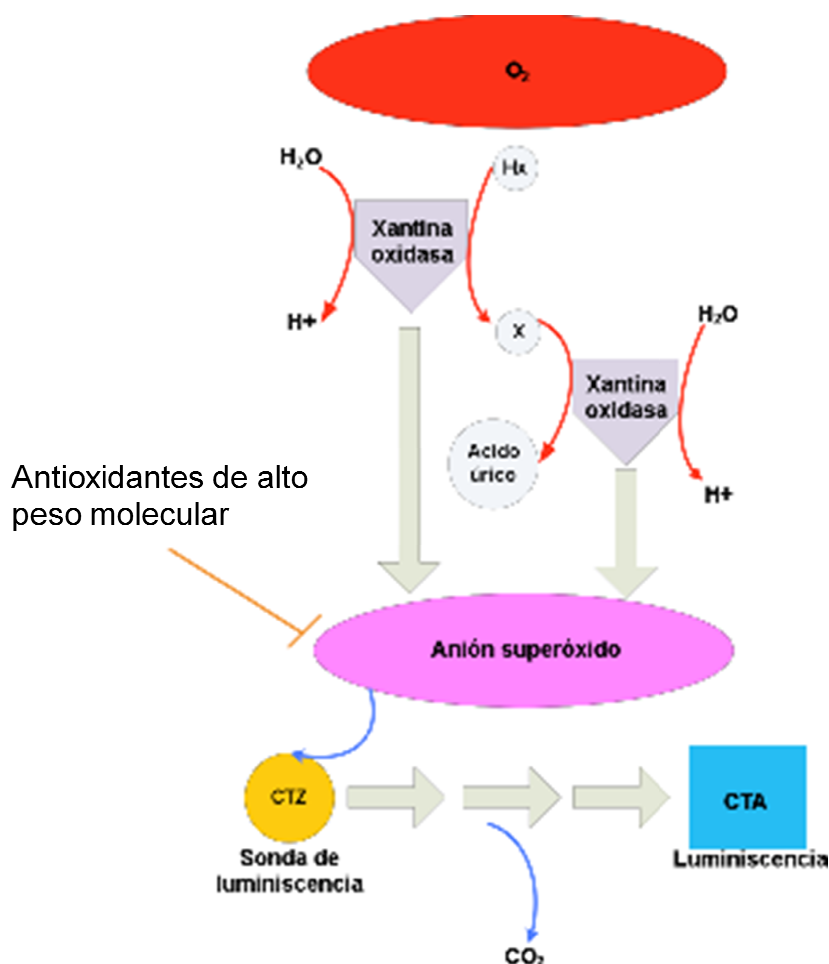 O₂
H₂O
Hx
Xantina
oxidasa
H+
X
H₂O
Xantina
oxidasa
Acido
úrico
H+
Antioxidantes de alto
peso molecular
Anión superóxido
CTZ
CTA
Sonda de
luminiscencia
Luminiscencia
CO₂